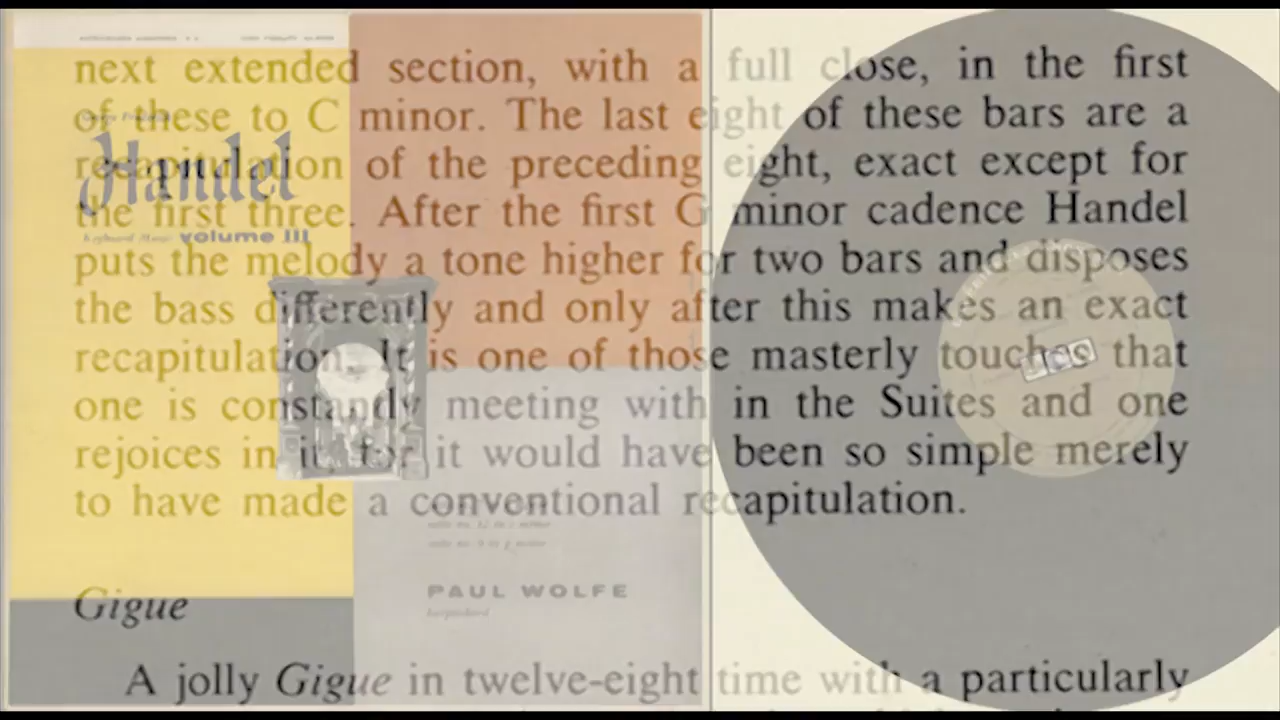 next extended section, with a full close, in the first
of these to C minor. The last eight of these bars are a
recapitulation of the preceding eight, exact except for
the first three. After the first G minor cadence Handel
puts the melody a tone higher for two bars and disposes
the bass differently and only after this makes an exact
recapitulation. It is one of those masterly touches that
one is constantly meeting with in the Suites and one
rejoices in it, for it would have been so simple merely
to have made a conventional recapitulation.
Gigue
A jolly Gigue in twelve-eight time with a particularly
Handel
Keyboard Music volume III
PAUL WOLFE
harpsichord